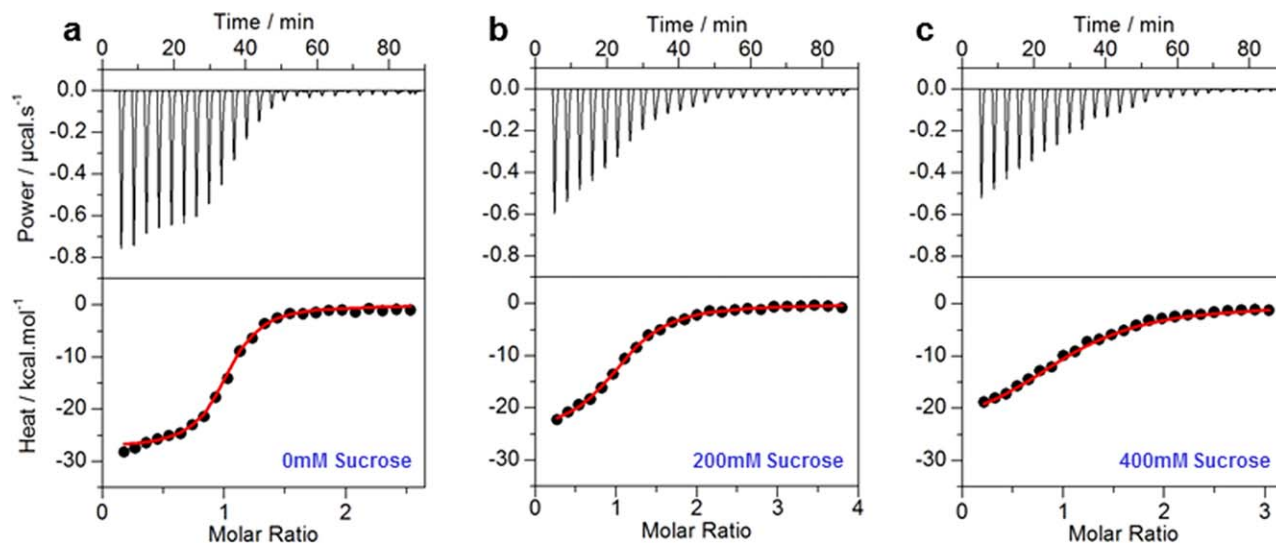 a
Time / min
0 20 40 60 80
Power / µcal.s⁻¹
0.0
-0.2
-0.4
-0.6
-0.8
Heat / kcal.mol⁻¹
0
-10
-20
-30
0mM Sucrose
0 1 2
Molar Ratio
b
Time / min
0 20 40 60 80
0.0
-0.2
-0.4
-0.6
-0.8
0
-10
-20
-30
200mM Sucrose
0 1 2 3 4
Molar Ratio
c
Time / min
0 20 40 60 80
0.0
-0.2
-0.4
-0.6
-0.8
0
-10
-20
-30
400mM Sucrose
0 1 2 3
Molar Ratio